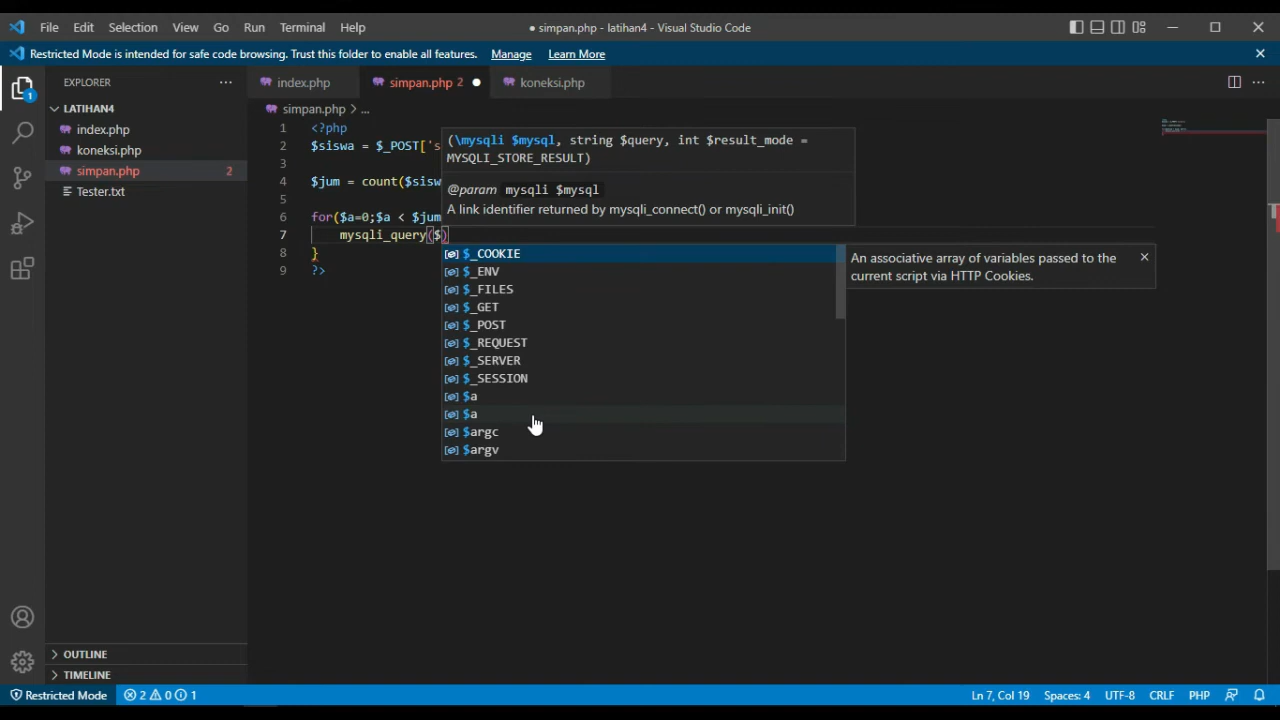 File Edit Selection View Go Run Terminal Help
● simpan.php - latihan4 - Visual Studio Code
Restricted Mode is intended for safe code browsing. Trust this folder to enable all features. Manage Learn More
EXPLORER
index.php
simpan.php 2
koneksi.php
LATIHAN4
index.php
koneksi.php
simpan.php 2
Tester.txt
simpan.php > ...
1 <?php
2 $siswa = $_POST['s
3
4 $jum = count($sisw
5
6 for($a=0;$a < $jum
7 mysqli_query($)
8 }
9 ?>
(\mysqli $mysql, string $query, int $result_mode =
MYSQLI_STORE_RESULT)
@param mysqli $mysql
A link identifier returned by mysqli_connect() or mysqli_init()
$_COOKIE
$_ENV
$_FILES
$_GET
$_POST
$_REQUEST
$_SERVER
$_SESSION
$a
$a
$argc
$argv
An associative array of variables passed to the
current script via HTTP Cookies.
OUTLINE
TIMELINE
1
Restricted Mode 2 0 1
Ln 7, Col 19 Spaces: 4 UTF-8 CRLF PHP